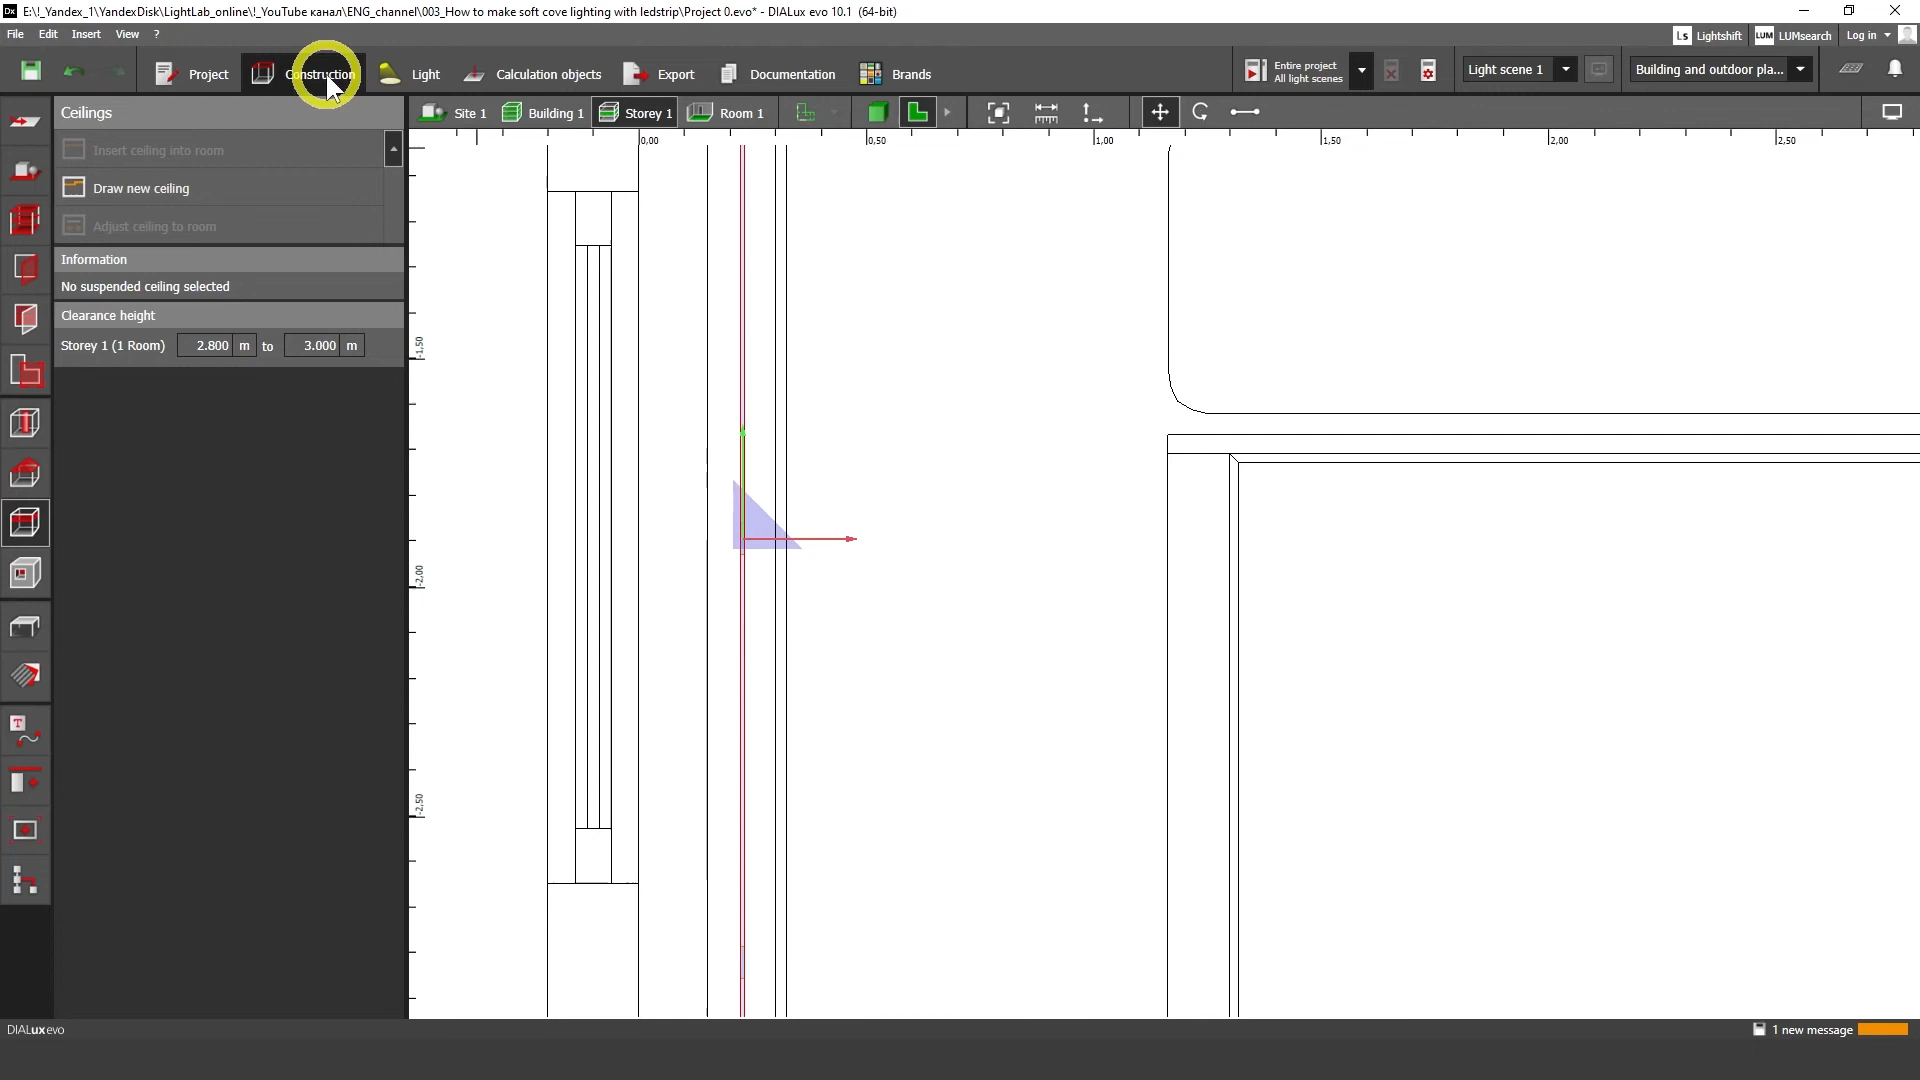 E:\!_Yandex_1\YandexDisk\LightLab_online\!_YouTube канал\ENG_channel\003_How to make soft cove lighting with ledstrip\Project 0.evo* - DIALux evo 10.1  (64-bit)
File Edit Insert View ?
Ls Lightshift LUM LUMsearch Log in
Project Construction Light Calculation objects Export Documentation Brands
Entire project
All light scenes
Light scene 1
Building and outdoor pla...
Ceilings
Site 1 Building 1 Storey 1 Room 1
0,00 0,50 1,00 1,50 2,00 2,50
Insert ceiling into room
Draw new ceiling
Adjust ceiling to room
Information
No suspended ceiling selected
Clearance height
Storey 1 (1 Room) 2.800 m to 3.000 m
-1,50
-2,00
-2,50
T
DIALux evo
1 new message